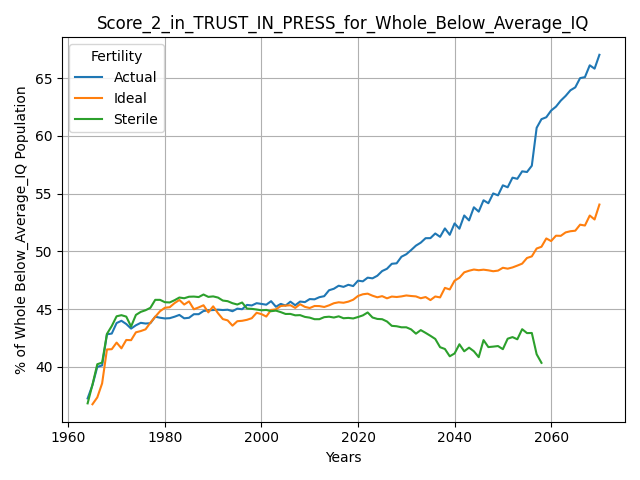 Score_2_in_TRUST_IN_PRESS_for_Whole_Below_Average_IQ
Fertility
Actual
Ideal
Sterile
% of Whole Below_Average_IQ Population
65
60
55
50
45
40
1960
1980
2000
2020
2040
2060
Years